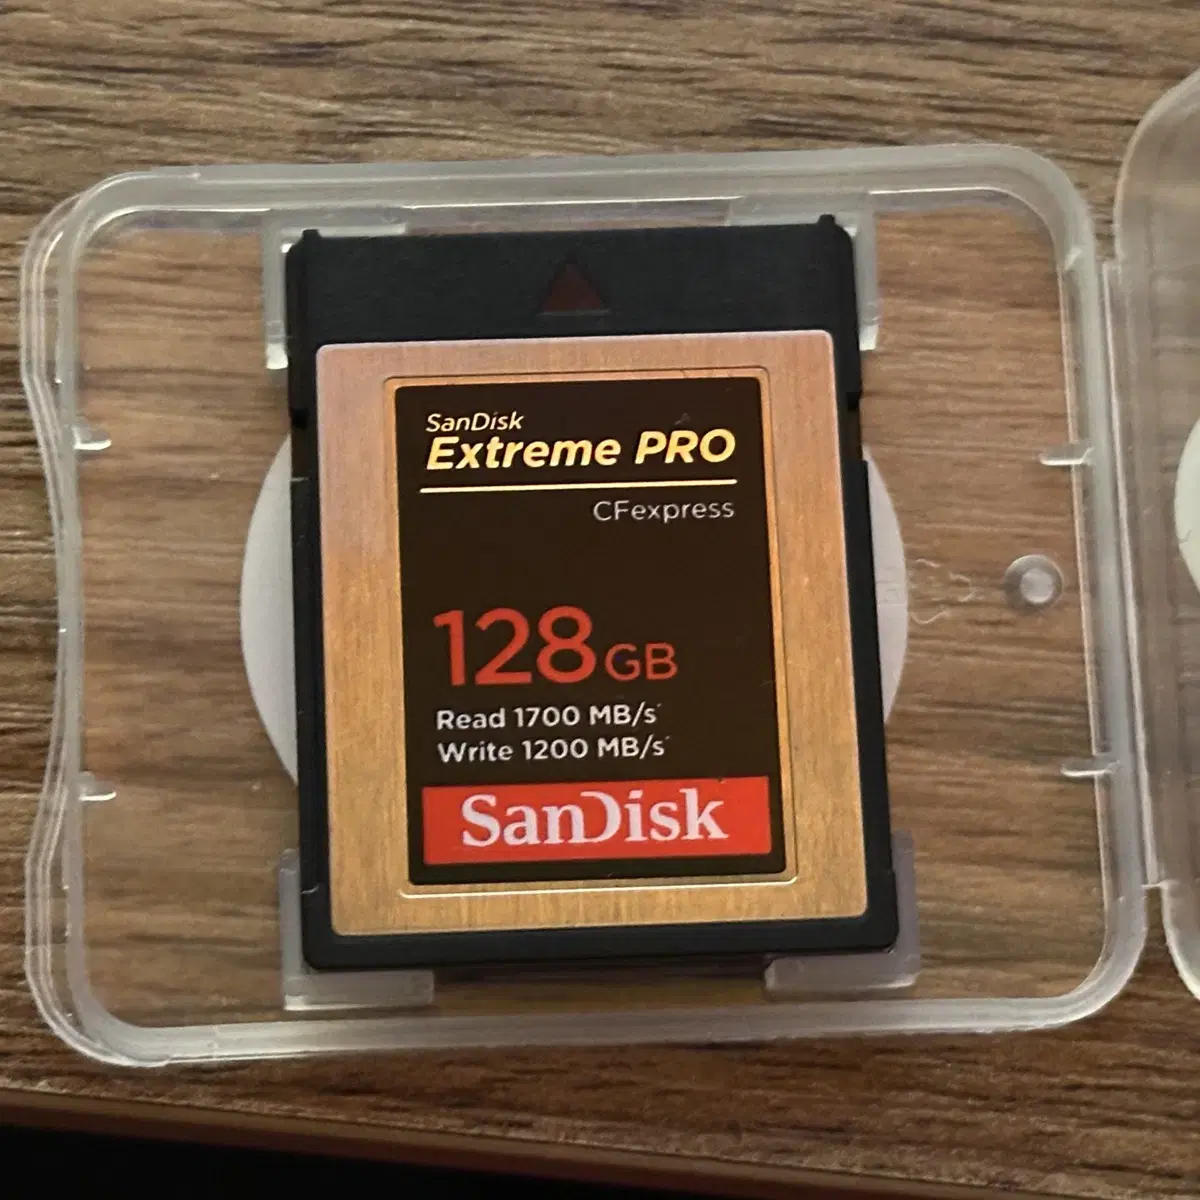 SanDisk
Extreme PRO
CFexpress
128GB
Read 1700 MB/s*
Write 1200 MB/s*
SanDisk